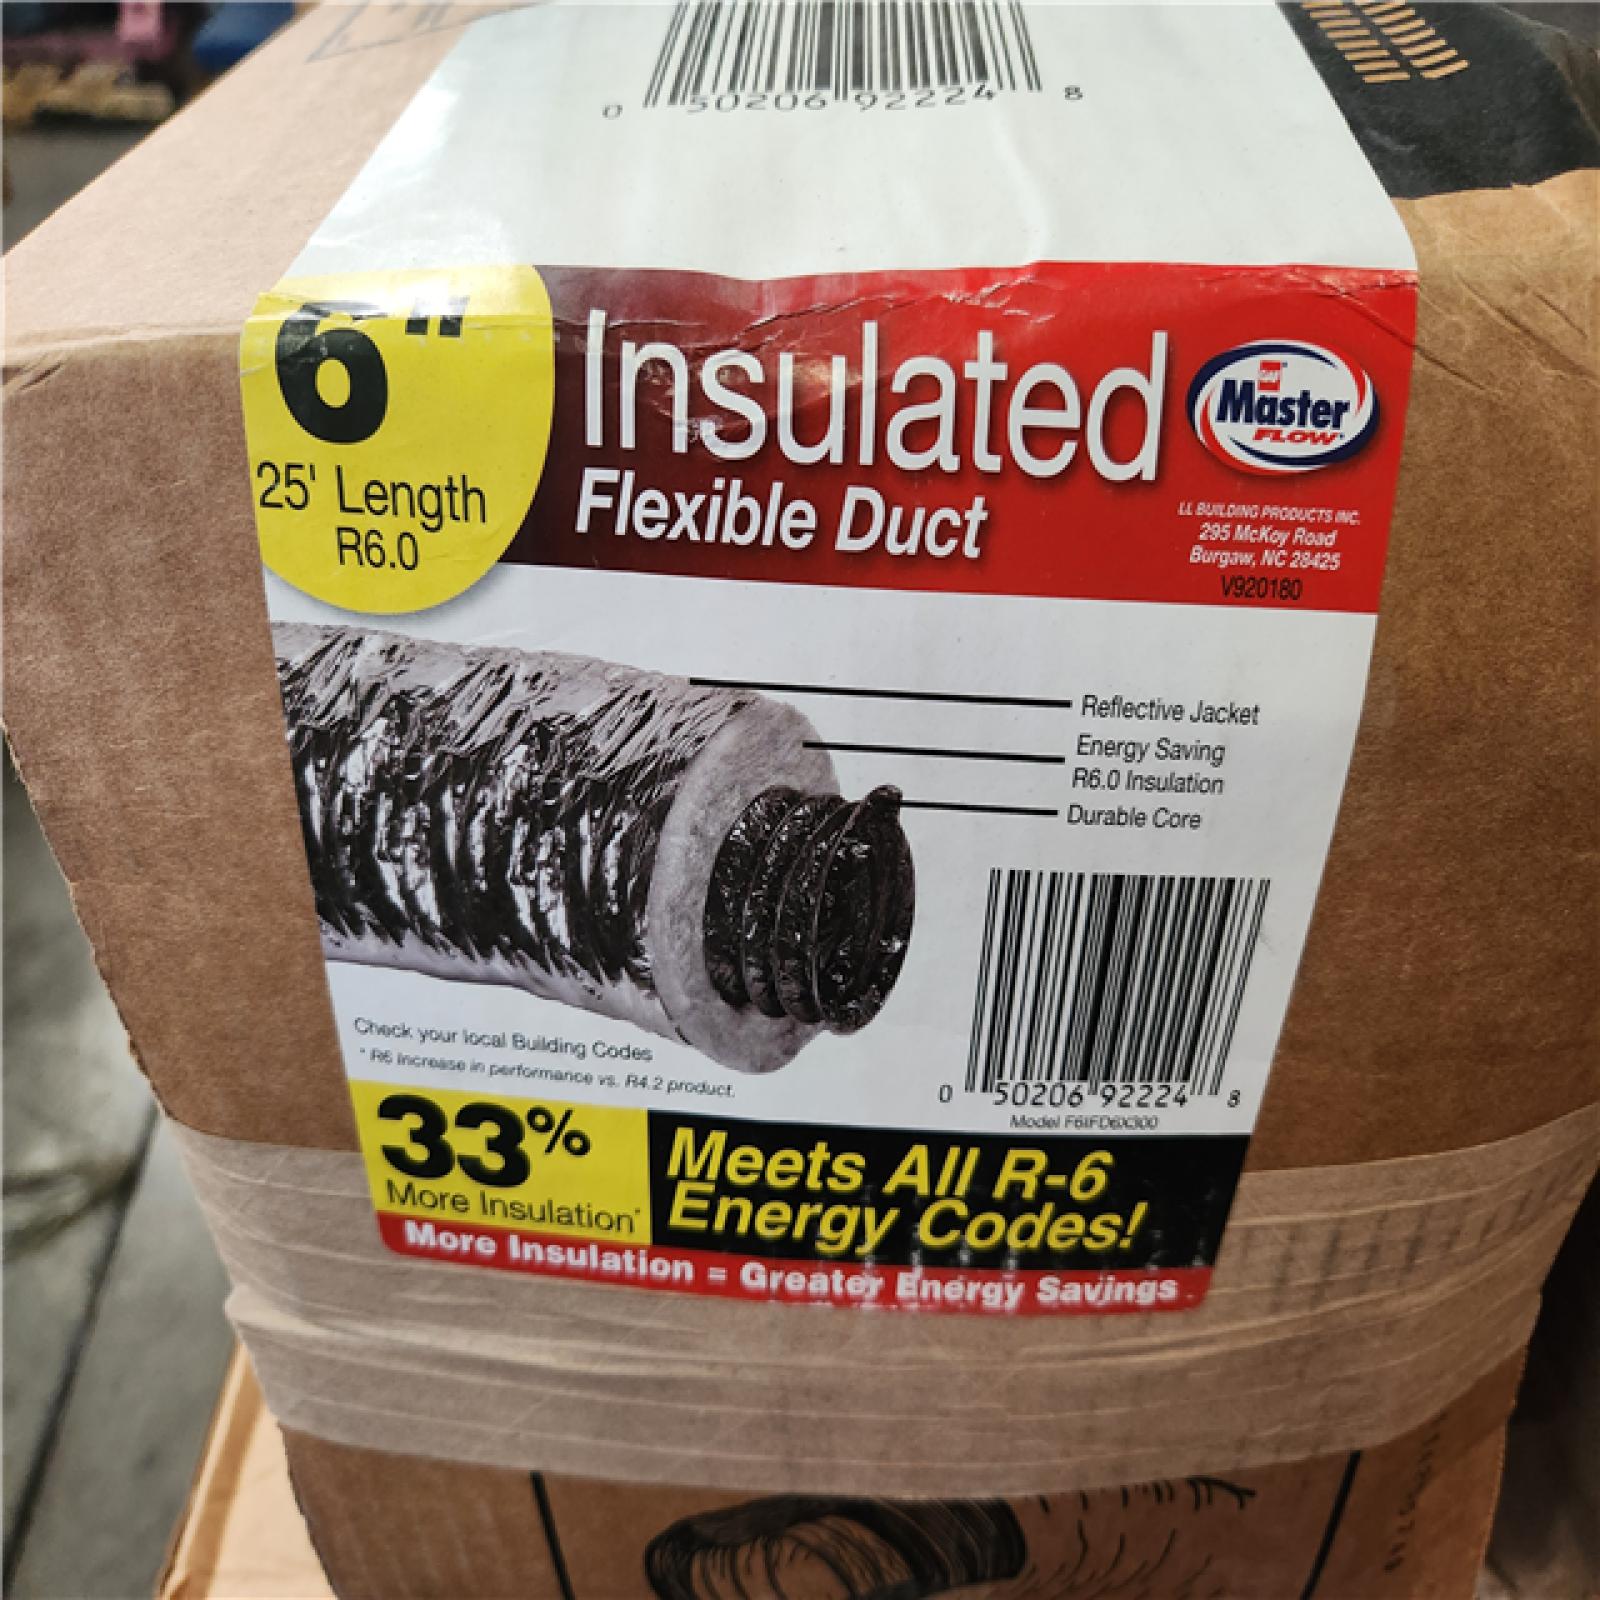 0 50206 92224 8
6"
25' Length
R6.0
Insulated
Flexible Duct
Master
FLOW
LL BUILDING PRODUCTS INC.
295 McKoy Road
Burgaw, NC 28425
V920180
Reflective Jacket
Energy Saving
R6.0 Insulation
Durable Core
0 50206 92224 8
Model F6IFD6X300
Check your local Building Codes
* R6 increase in performance vs. R4.2 product.
33%
More Insulation*
Meets All R-6
Energy Codes!
More Insulation = Greater Energy Savings